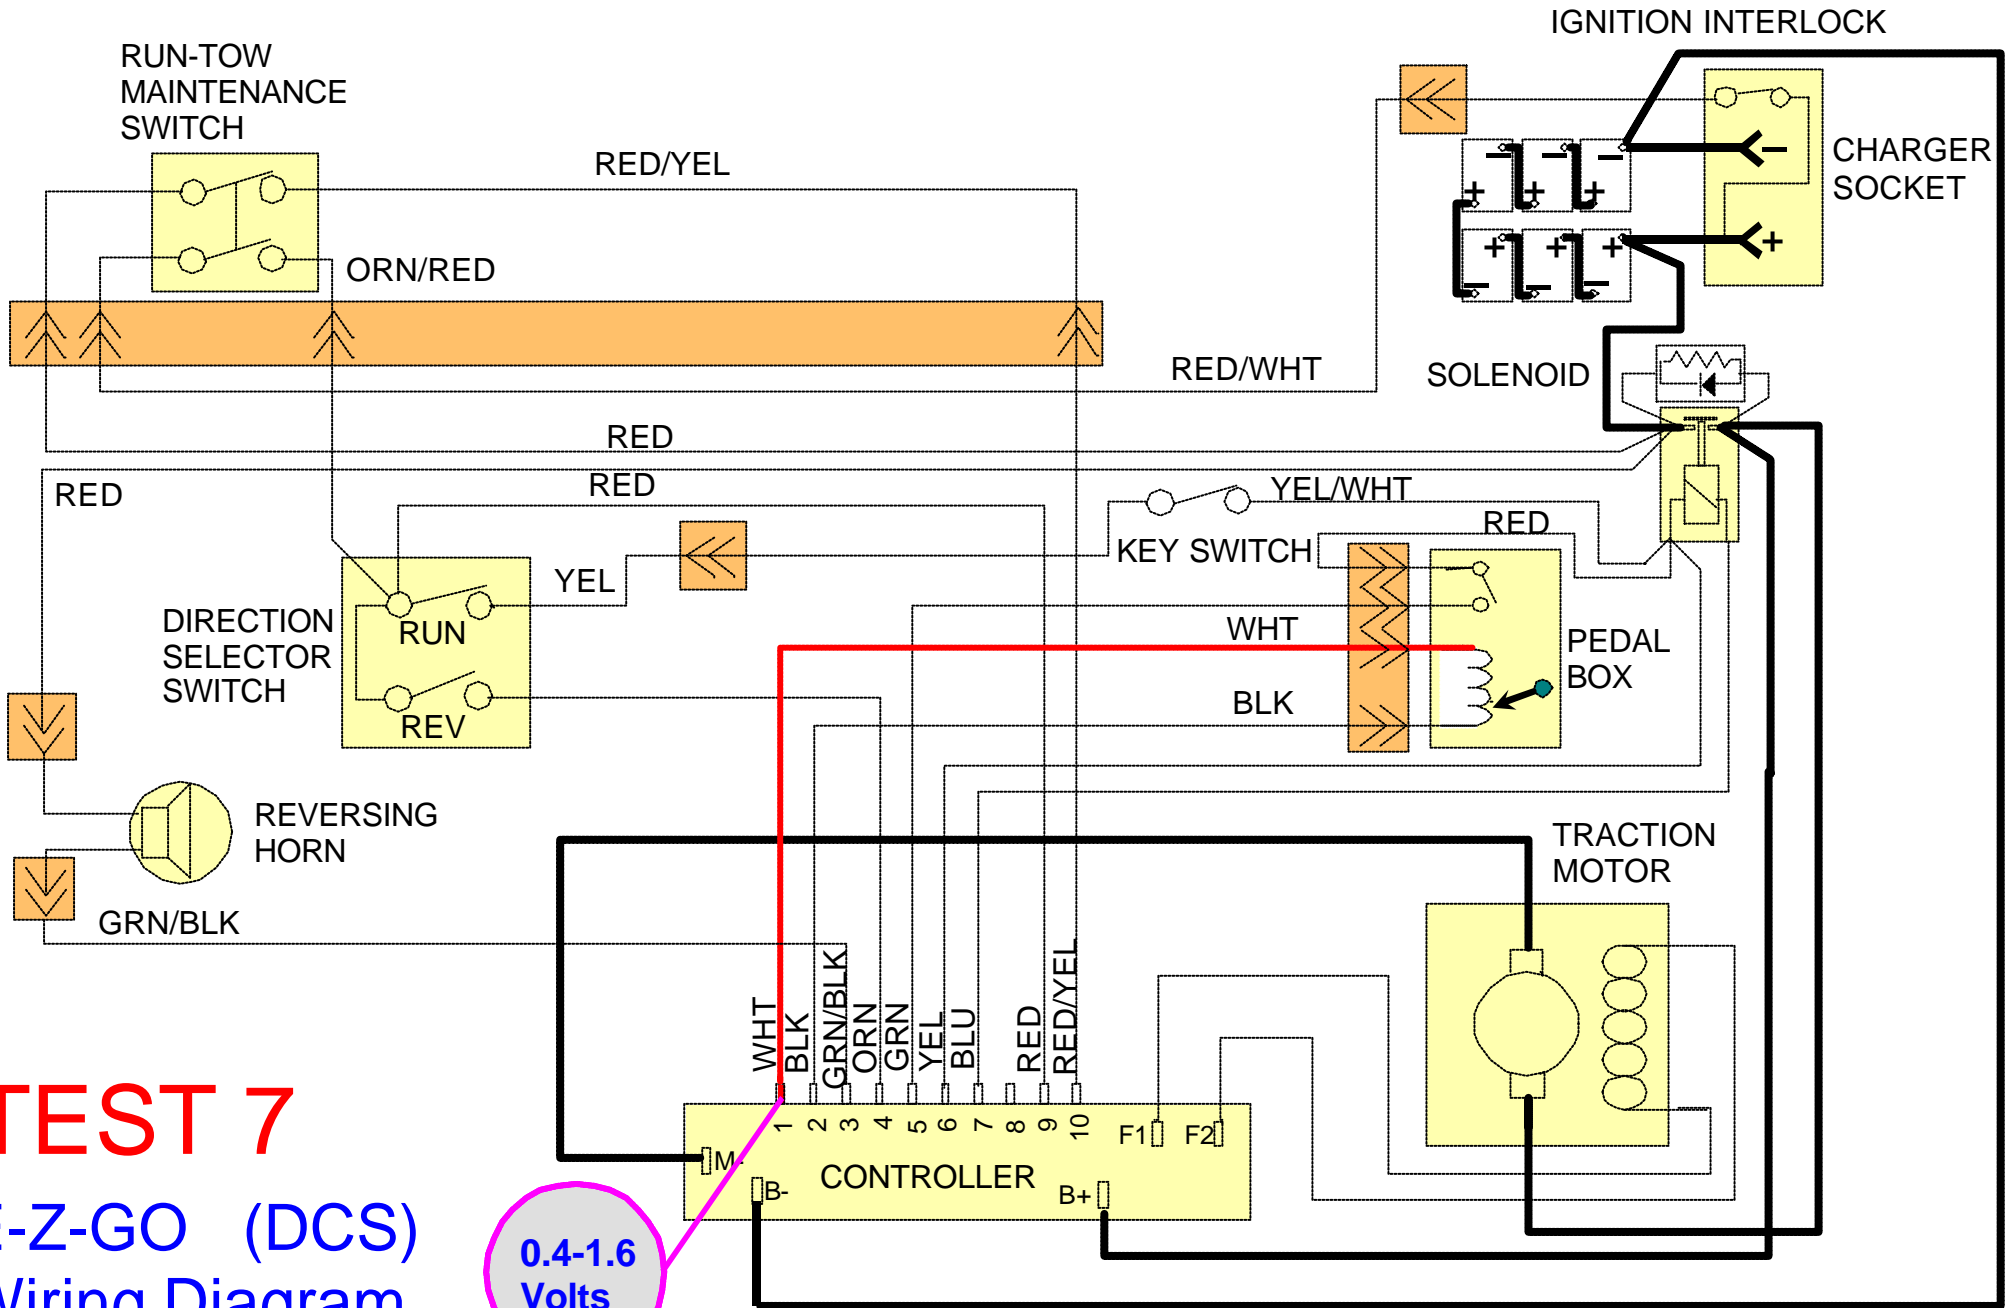 IGNITION INTERLOCK
RUN-TOW
MAINTENANCE
SWITCH
RED/YEL
CHARGER
SOCKET
ORN/RED
RED/WHT
SOLENOID
RED
RED
RED
YEL/WHT
RED
KEY SWITCH
YEL
DIRECTION
SELECTOR
SWITCH
RUN
REV
WHT
BLK
PEDAL
BOX
REVERSING
HORN
GRN/BLK
TRACTION
MOTOR
WHT
BLK
GRN/BLK
ORN
GRN
YEL
BLU
RED
RED/YEL
1 2 3 4 5 6 7 8 9 10
F1 F2
M-
B-
CONTROLLER
B+
TEST 7
E-Z-GO (DCS)
Wiring Diagram
0.4-1.6
Volts